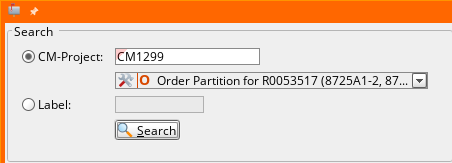 Search
CM-Project: CM1299
O Order Partition for R0053517 (8725A1-2, 87...
Label:
Search